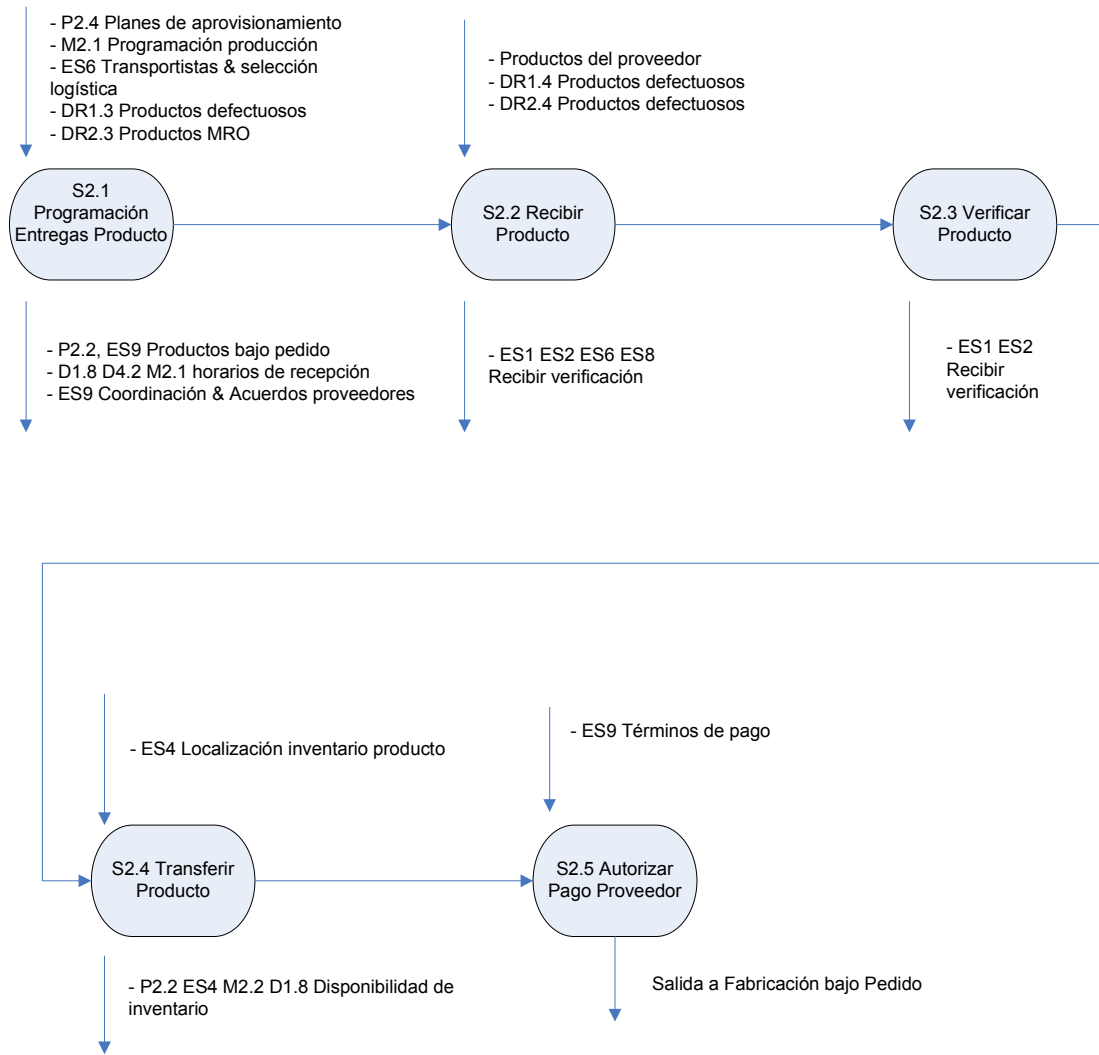 - P2.4 Planes de aprovisionamiento
- M2.1 Programación producción
- ES6 Transportistas & selección
logística
- DR1.3 Productos defectuosos
- DR2.3 Productos MRO
- Productos del proveedor
- DR1.4 Productos defectuosos
- DR2.4 Productos defectuosos
S2.1
Programación
Entregas Producto
S2.2 Recibir
Producto
S2.3 Verificar
Producto
- P2.2, ES9 Productos bajo pedido
- D1.8 D4.2 M2.1 horarios de recepción
- ES9 Coordinación & Acuerdos proveedores
- ES1 ES2 ES6 ES8
Recibir verificación
- ES1 ES2
Recibir
verificación
- ES4 Localización inventario producto
- ES9 Términos de pago
S2.4 Transferir
Producto
S2.5 Autorizar
Pago Proveedor
- P2.2 ES4 M2.2 D1.8 Disponibilidad de
inventario
Salida a Fabricación bajo Pedido